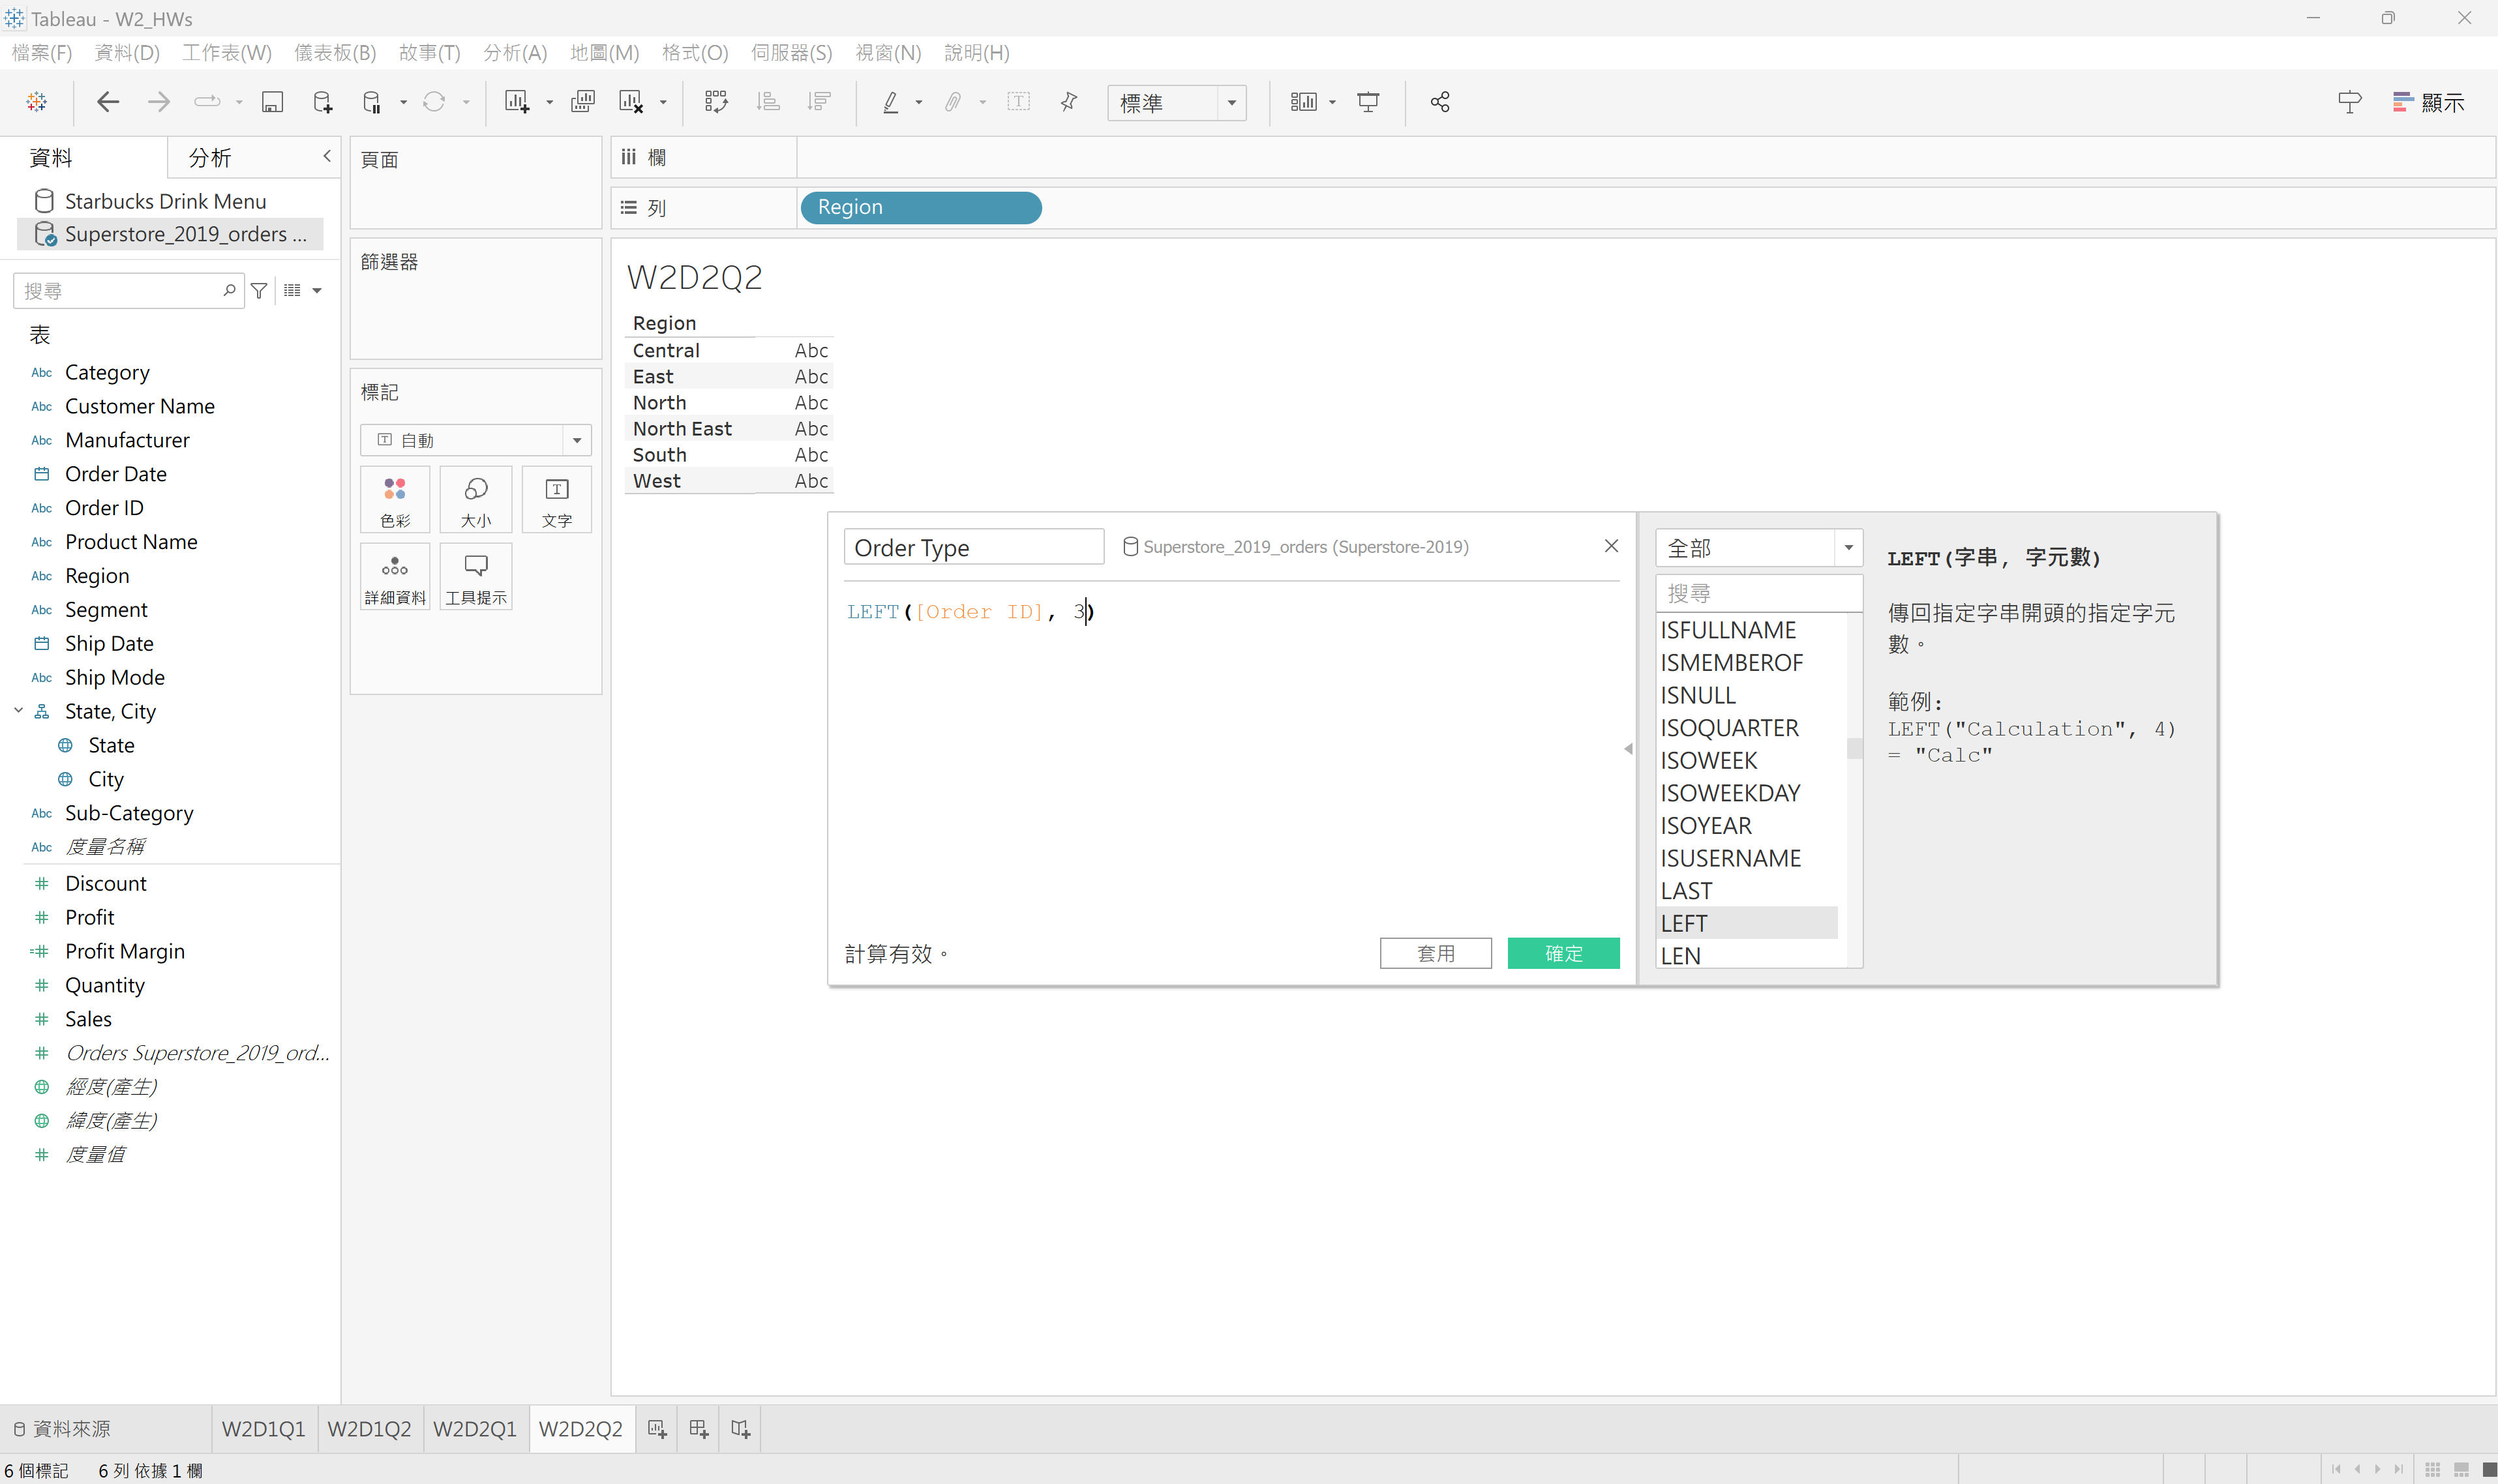 Tableau - W2_HWs
檔案(F) 資料(D) 工作表(W) 儀表板(B) 故事(T) 分析(A) 地圖(M) 格式(O) 伺服器(S) 視窗(N) 說明(H)
標準
顯示
資料
分析
Starbucks Drink Menu
Superstore_2019_orders ...
搜尋
表
Abc Category
Abc Customer Name
Abc Manufacturer
Order Date
Abc Order ID
Abc Product Name
Abc Region
Abc Segment
Ship Date
Abc Ship Mode
State, City
State
City
Abc Sub-Category
Abc 度量名稱
# Discount
# Profit
=# Profit Margin
# Quantity
# Sales
# Orders Superstore_2019_ord...
經度(產生)
緯度(產生)
# 度量值
頁面
篩選器
標記
自動
色彩
大小
文字
詳細資料
工具提示
欄
列
Region
W2D2Q2
Region
Central Abc
East Abc
North Abc
North East Abc
South Abc
West Abc
Order Type
Superstore_2019_orders (Superstore-2019)
LEFT([Order ID], 3)
計算有效。
套用
確定
全部
搜尋
ISFULLNAME
ISMEMBEROF
ISNULL
ISOQUARTER
ISOWEEK
ISOWEEKDAY
ISOYEAR
ISUSERNAME
LAST
LEFT
LEN
LEFT(字串, 字元數)
傳回指定字串開頭的指定字元
數。
範例:
LEFT("Calculation", 4)
= "Calc"
資料來源
W2D1Q1
W2D1Q2
W2D2Q1
W2D2Q2
6 個標記
6 列 依據 1 欄